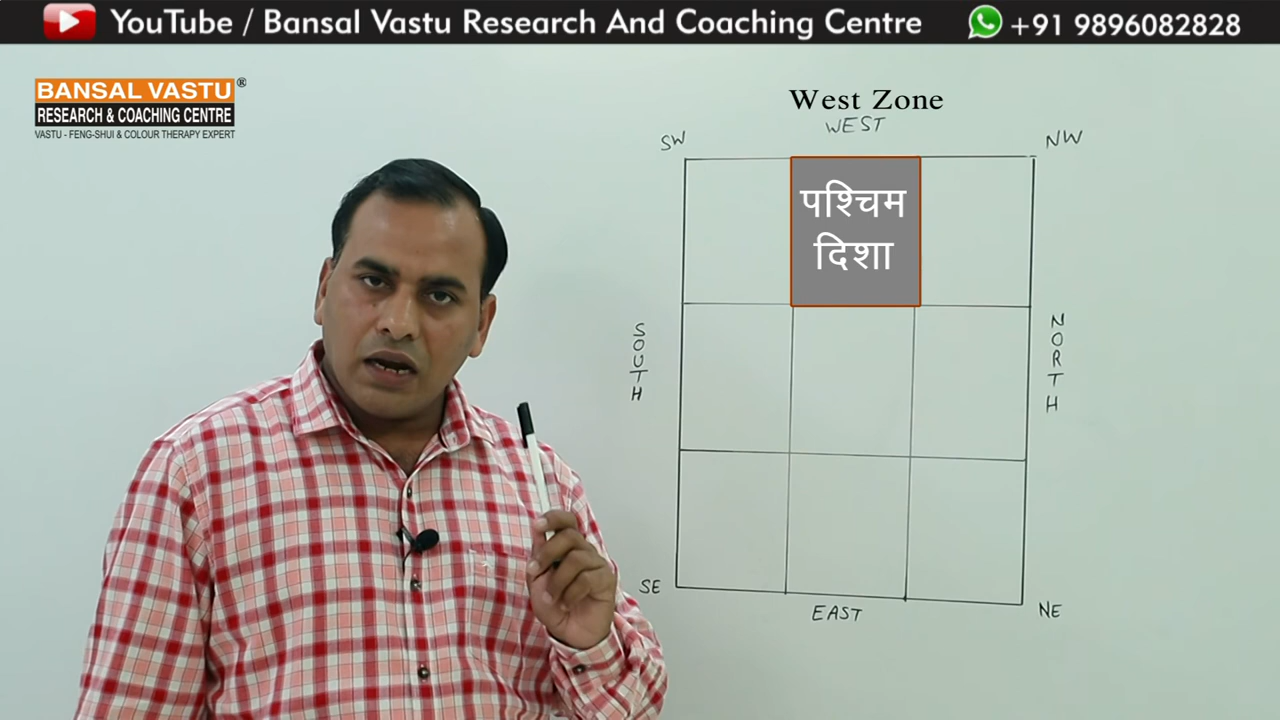 YouTube / Bansal Vastu Research And Coaching Centre
+91 9896082828
BANSAL VASTU®
RESEARCH & COACHING CENTRE
VASTU - FENG-SHUI & COLOUR THERAPY EXPERT
West Zone
WEST
SW
NW
पश्चिम
दिशा
SOUTH
NORTH
SE
EAST
NE